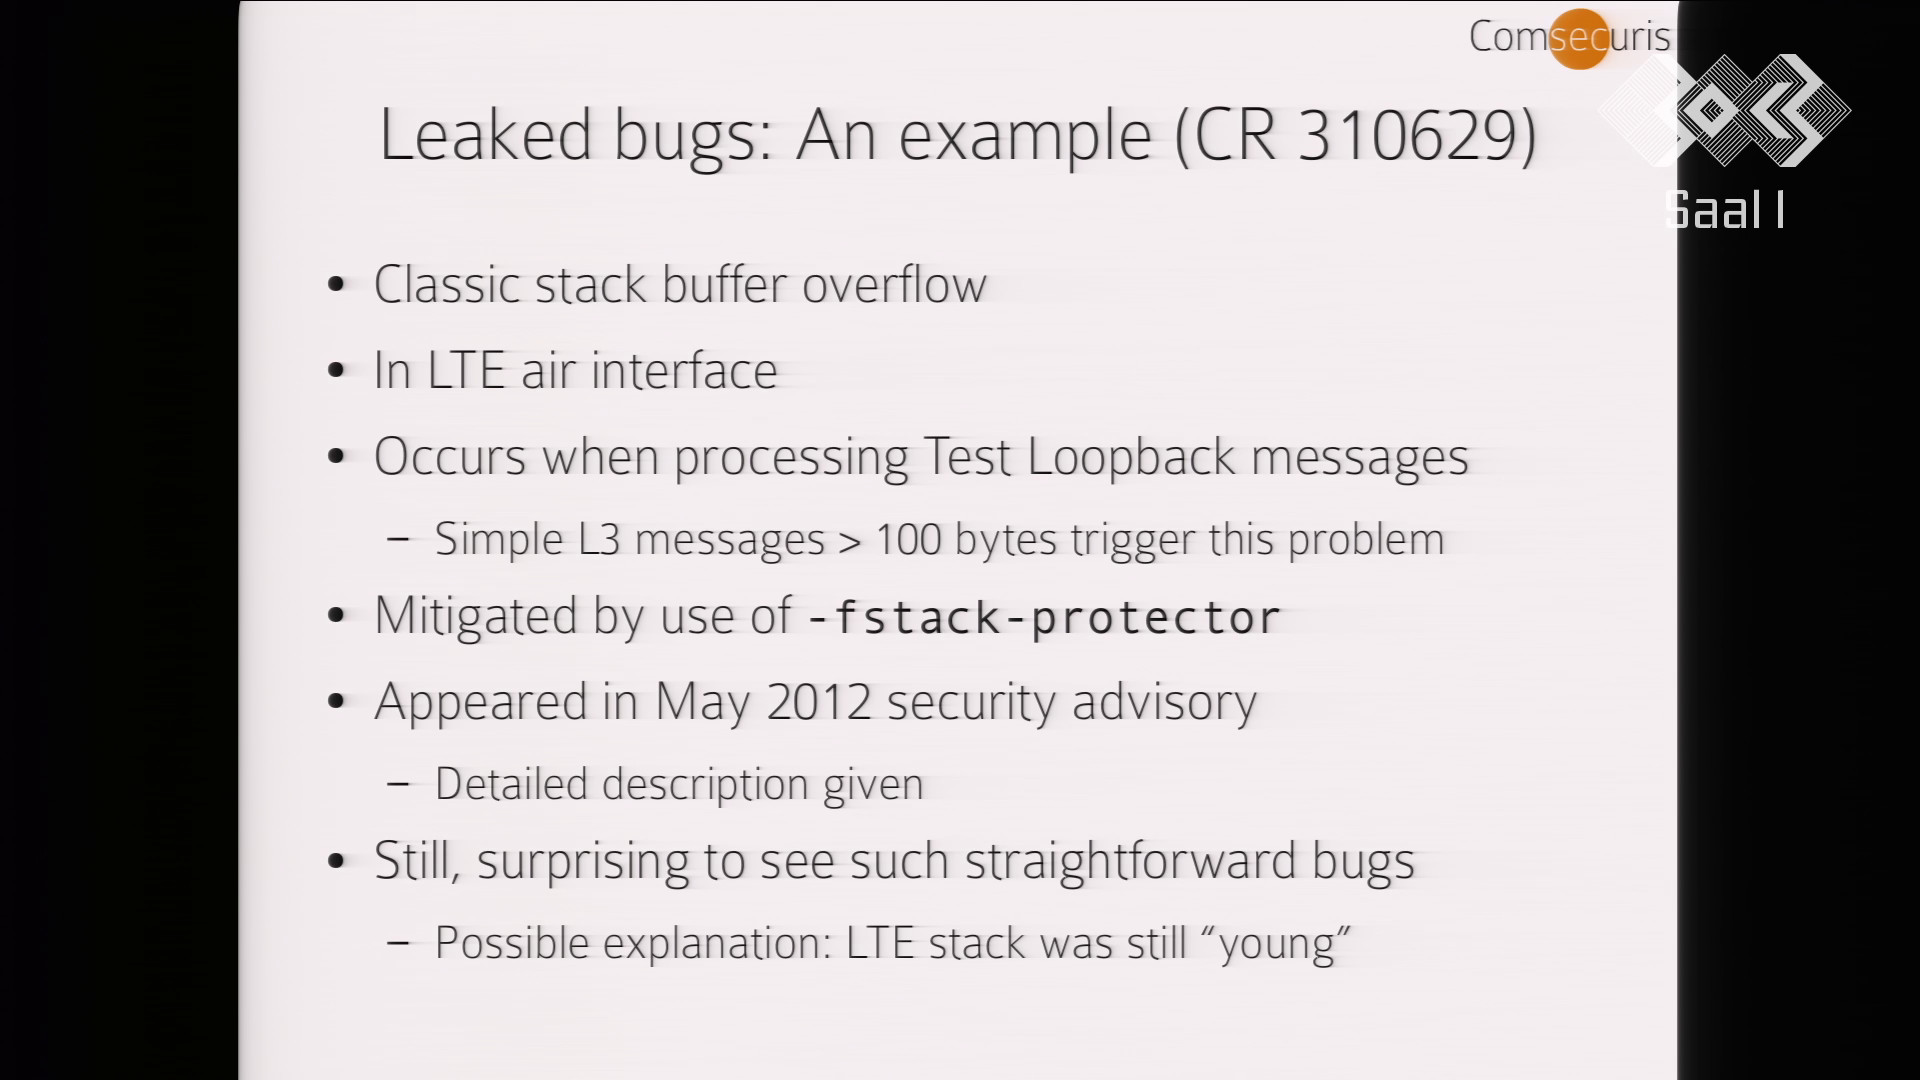 Comsecuris
Leaked bugs: An example (CR 310629)
Saal 1
• Classic stack buffer overflow
• In LTE air interface
• Occurs when processing Test Loopback messages
– Simple L3 messages > 100 bytes trigger this problem
• Mitigated by use of -fstack-protector
• Appeared in May 2012 security advisory
– Detailed description given
• Still, surprising to see such straightforward bugs
– Possible explanation: LTE stack was still “young”